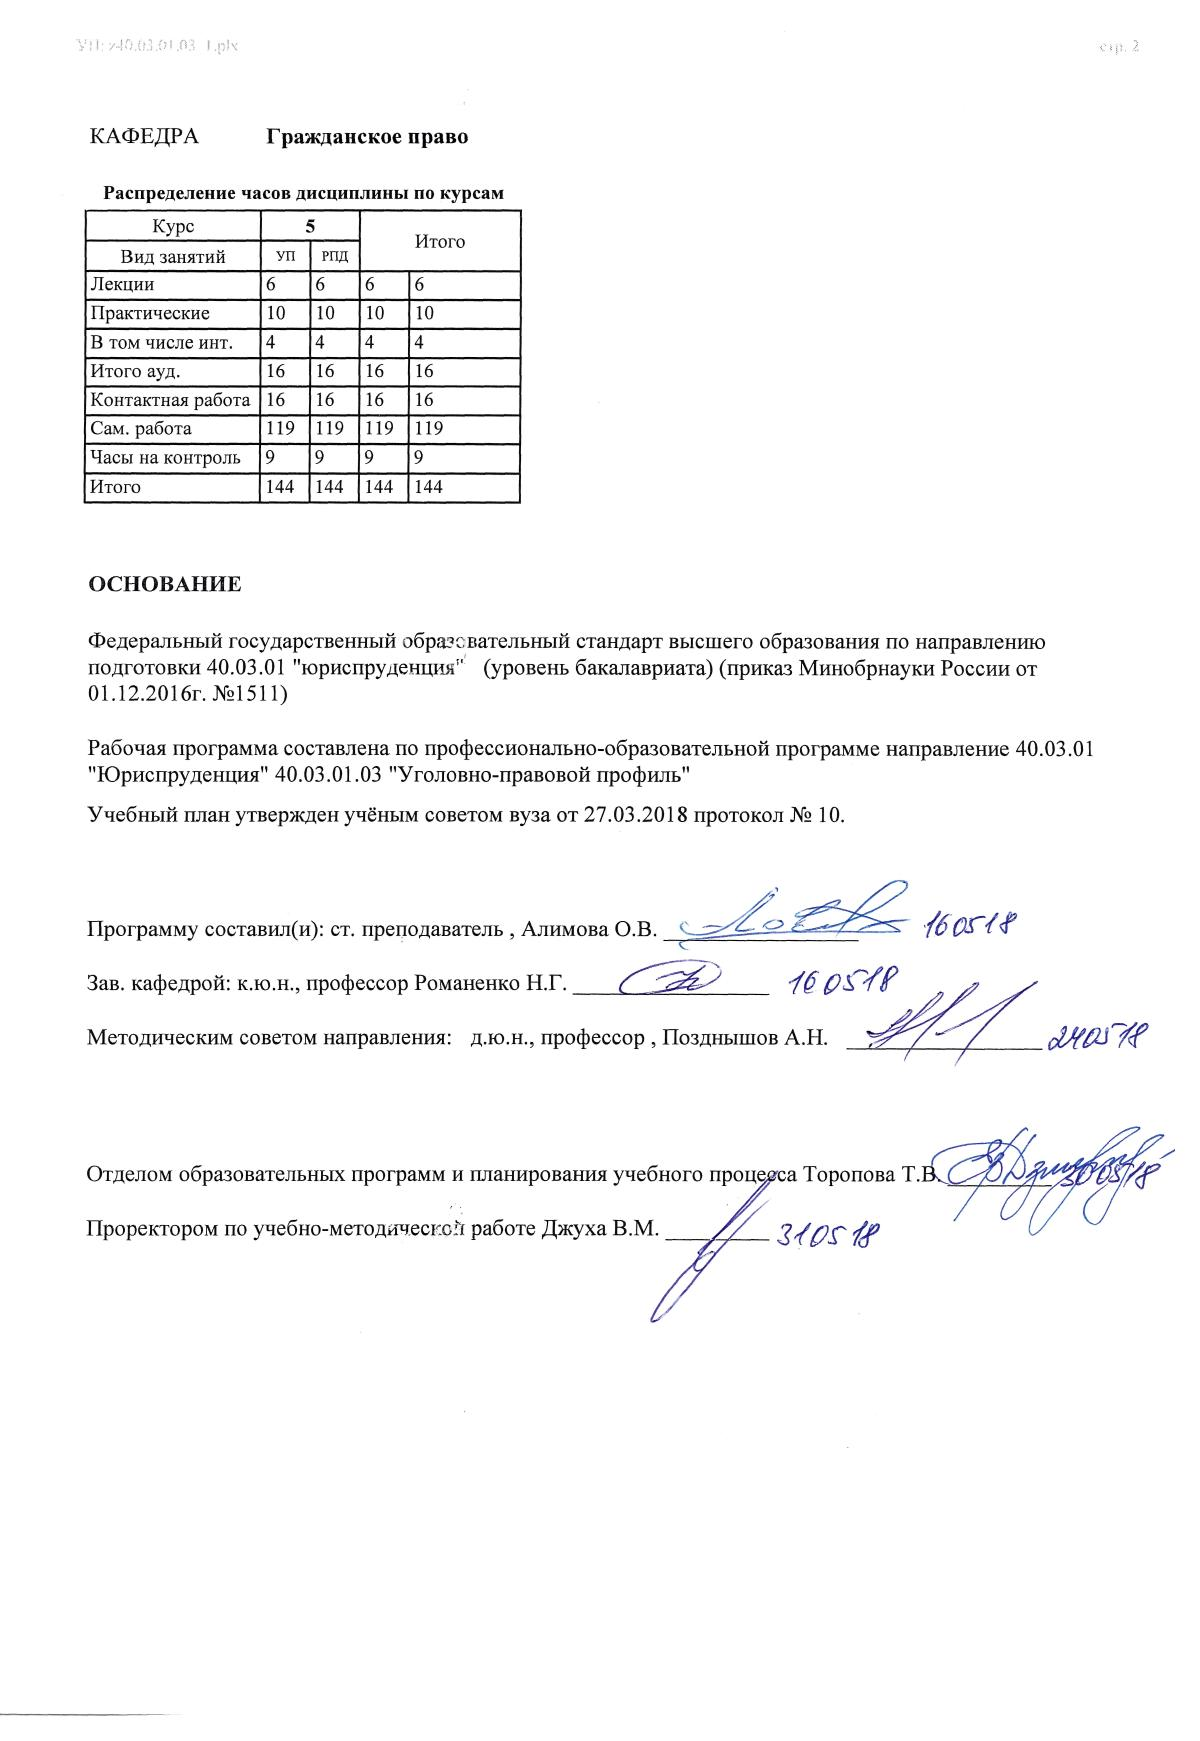 УП: z40.03.01.03_1.plx
стр. 2
КАФЕДРА Гражданское право
Распределение часов дисциплины по курсам
Курс 5 Итого
Вид занятий УП РПД
Лекции 6 6 6 6
Практические 10 10 10 10
В том числе инт. 4 4 4 4
Итого ауд. 16 16 16 16
Контактная работа 16 16 16 16
Сам. работа 119 119 119 119
Часы на контроль 9 9 9 9
Итого 144 144 144 144
ОСНОВАНИЕ
Федеральный государственный образовательный стандарт высшего образования по направлению
подготовки 40.03.01 "юриспруденция" (уровень бакалавриата) (приказ Минобрнауки России от
01.12.2016г. №1511)
Рабочая программа составлена по профессионально-образовательной программе направление 40.03.01
"Юриспруденция" 40.03.01.03 "Уголовно-правовой профиль"
Учебный план утвержден учёным советом вуза от 27.03.2018 протокол № 10.
Программу составил(и): ст. преподаватель , Алимова О.В. 160518
Зав. кафедрой: к.ю.н., профессор Романенко Н.Г. 160518
Методическим советом направления: д.ю.н., профессор , Позднышов А.Н. 240518
Отделом образовательных программ и планирования учебного процесса Торопова Т.В. 300518
Проректором по учебно-методической работе Джуха В.М. 310518